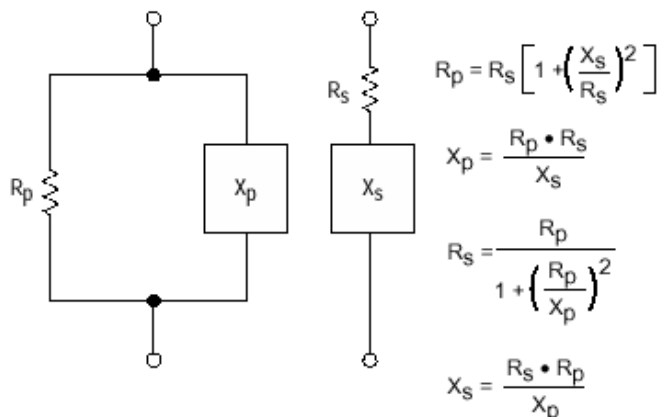 Rp
Xp
Rs
Xs
Rp = Rs [ 1 + (Xs / Rs)² ]
Xp = Rp • Rs / Xs
Rs = Rp / 1 + (Rp / Xp)²
Xs = Rs • Rp / Xp